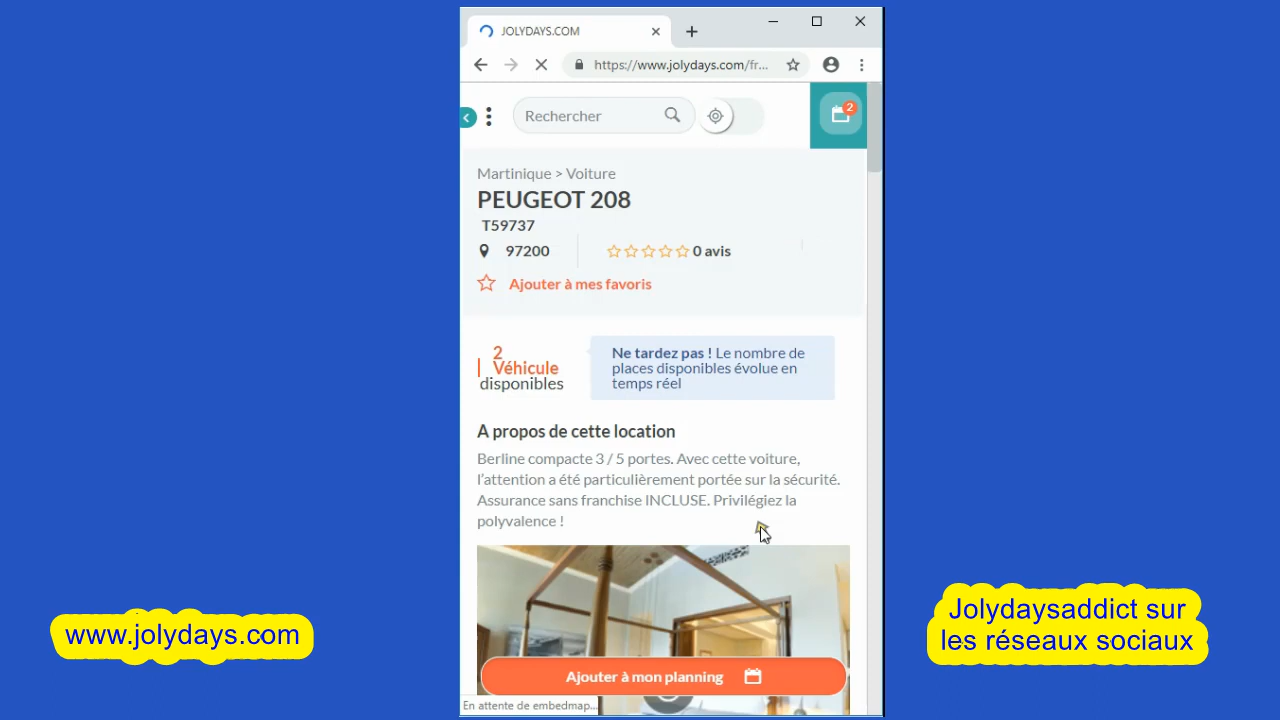 JOLYDAYS.COM
https://www.jolydays.com/fr...
Rechercher
2
Martinique > Voiture
PEUGEOT 208
T59737
97200
0 avis
Ajouter à mes favoris
2
Véhicule
disponibles
Ne tardez pas ! Le nombre de
places disponibles évolue en
temps réel
A propos de cette location
Berline compacte 3 / 5 portes. Avec cette voiture,
l'attention a été particulièrement portée sur la sécurité.
Assurance sans franchise INCLUSE. Privilégiez la
polyvalence !
Ajouter à mon planning
En attente de embedmap...
www.jolydays.com
Jolydaysaddict sur
les réseaux sociaux